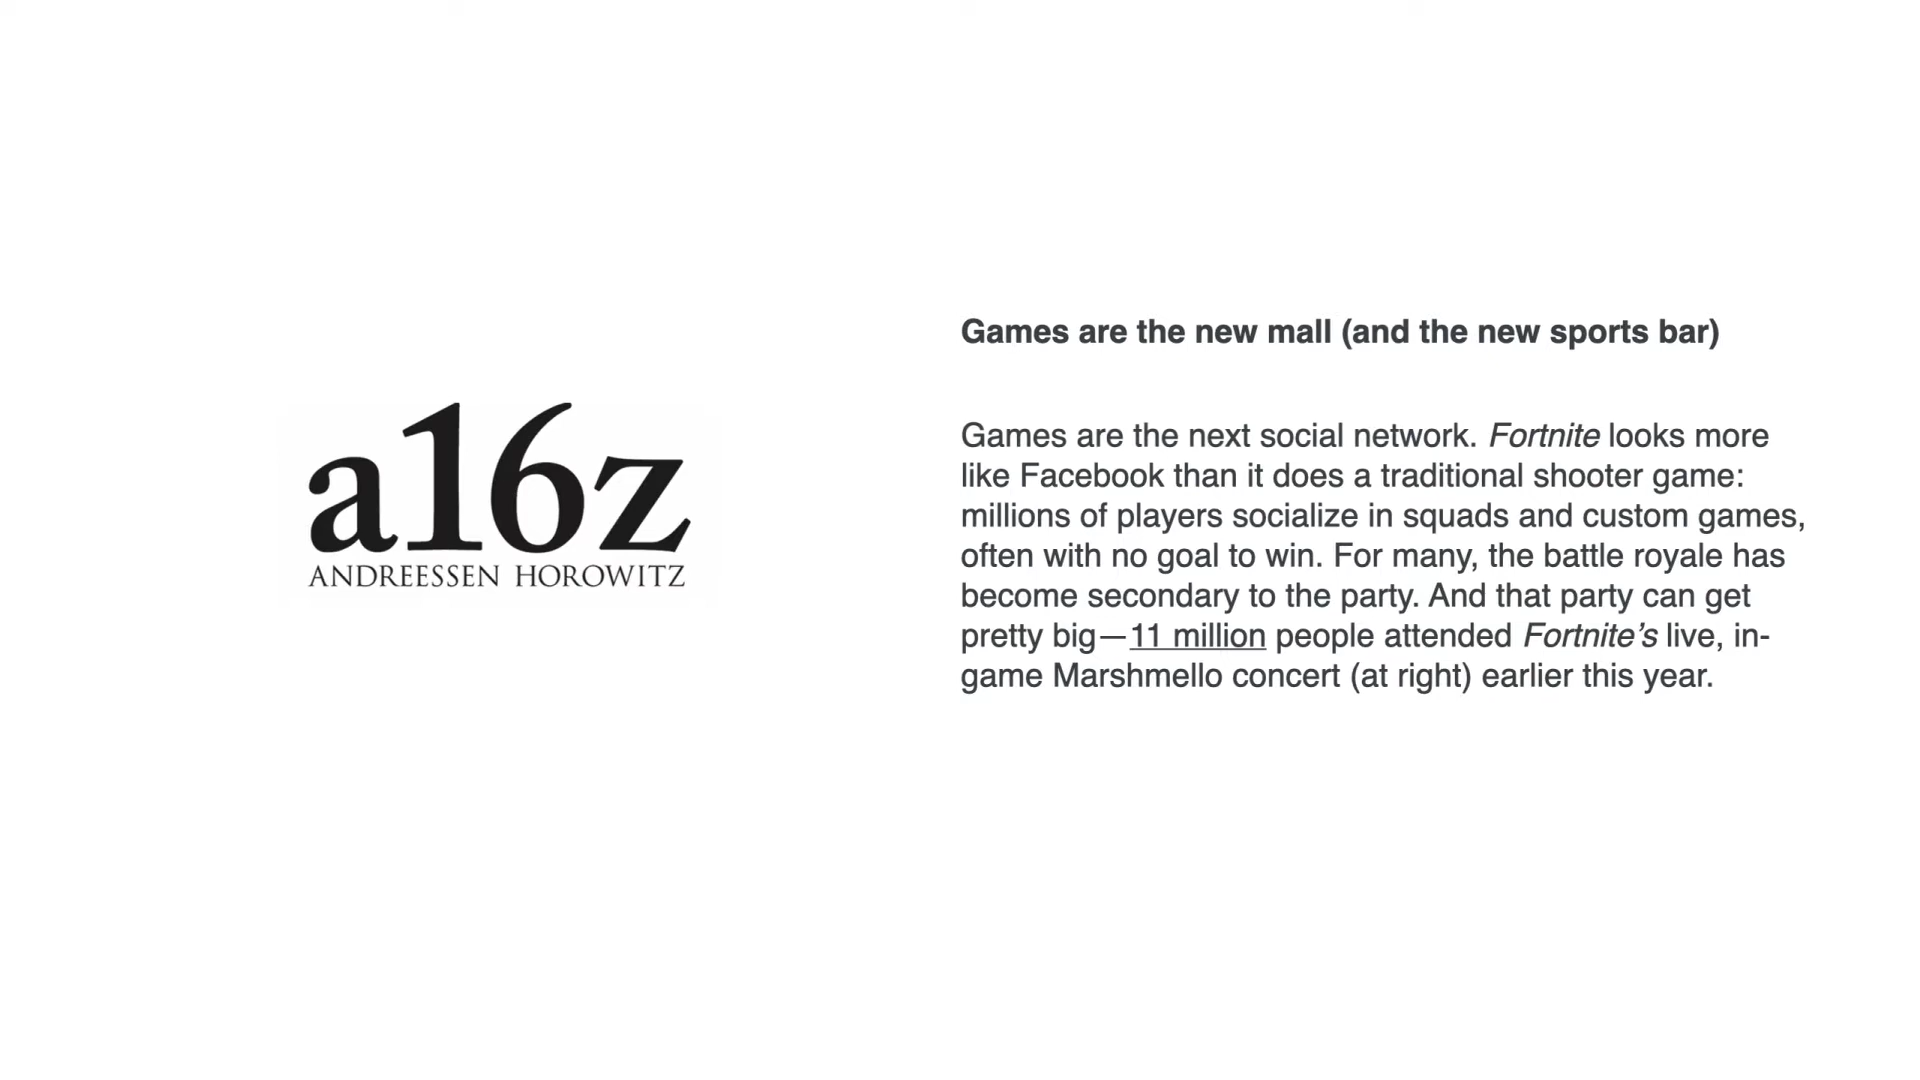 a16z
ANDREESSEN HOROWITZ
Games are the new mall (and the new sports bar)
Games are the next social network. Fortnite looks more
like Facebook than it does a traditional shooter game:
millions of players socialize in squads and custom games,
often with no goal to win. For many, the battle royale has
become secondary to the party. And that party can get
pretty big—11 million people attended Fortnite’s live, in-
game Marshmello concert (at right) earlier this year.